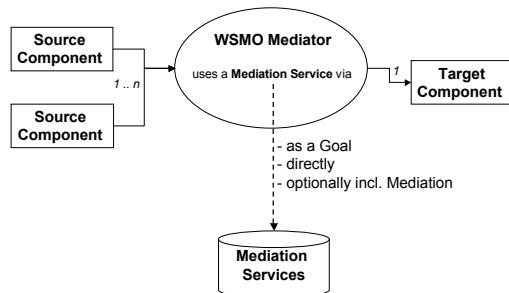 Source
Component
1 .. n
Source
Component
WSMO Mediator
uses a Mediation Service via
1
Target
Component
- as a Goal
- directly
- optionally incl. Mediation
Mediation
Services